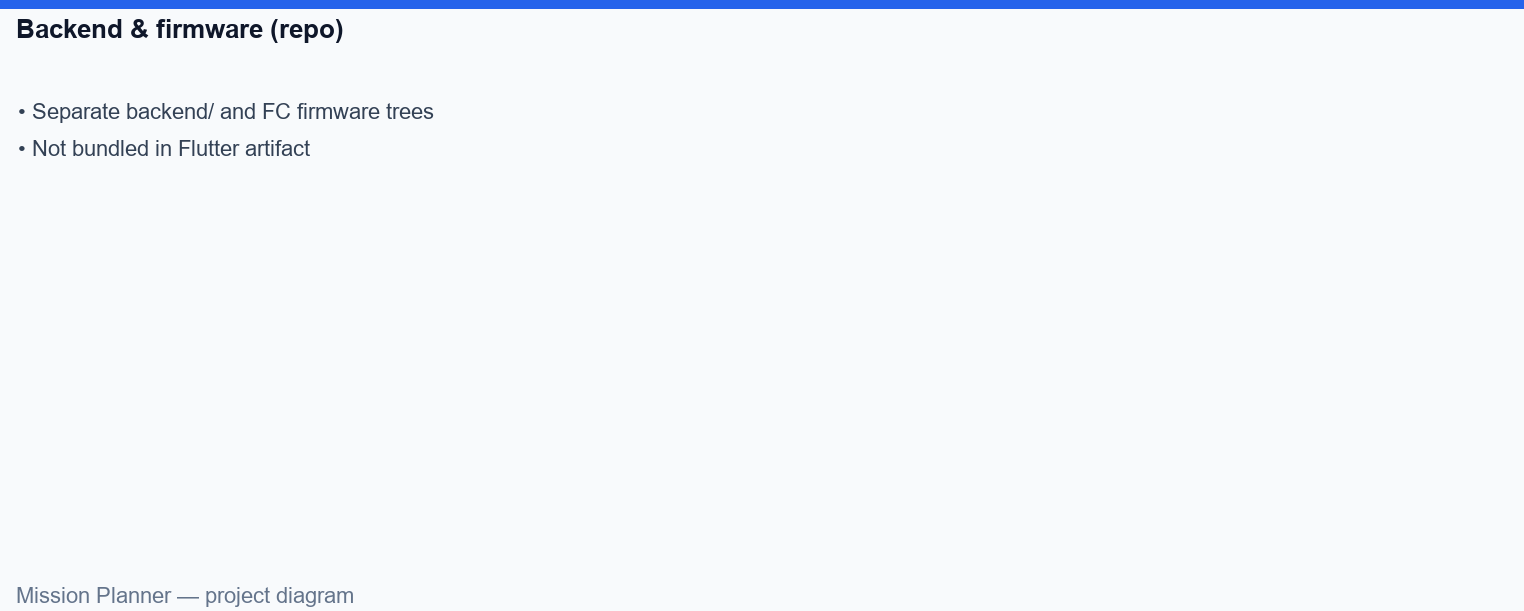 Backend & firmware (repo)
• Separate backend/ and FC firmware trees
• Not bundled in Flutter artifact
Mission Planner — project diagram